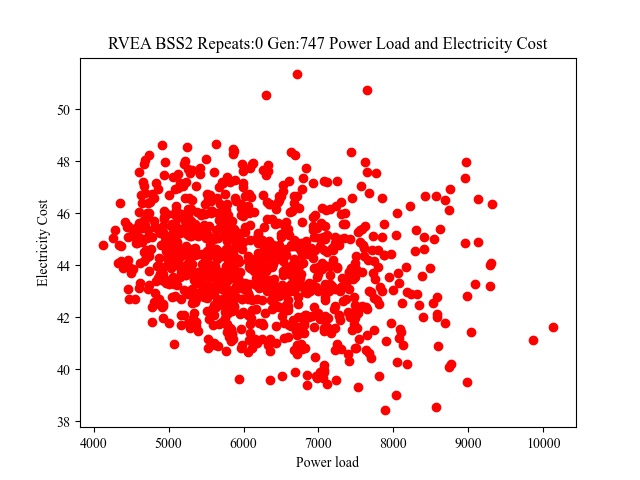 RVEA BSS2 Repeats:0 Gen:747 Power Load and Electricity Cost
50
48
46
44
42
40
38
Electricity Cost
4000 5000 6000 7000 8000 9000 10000
Power load